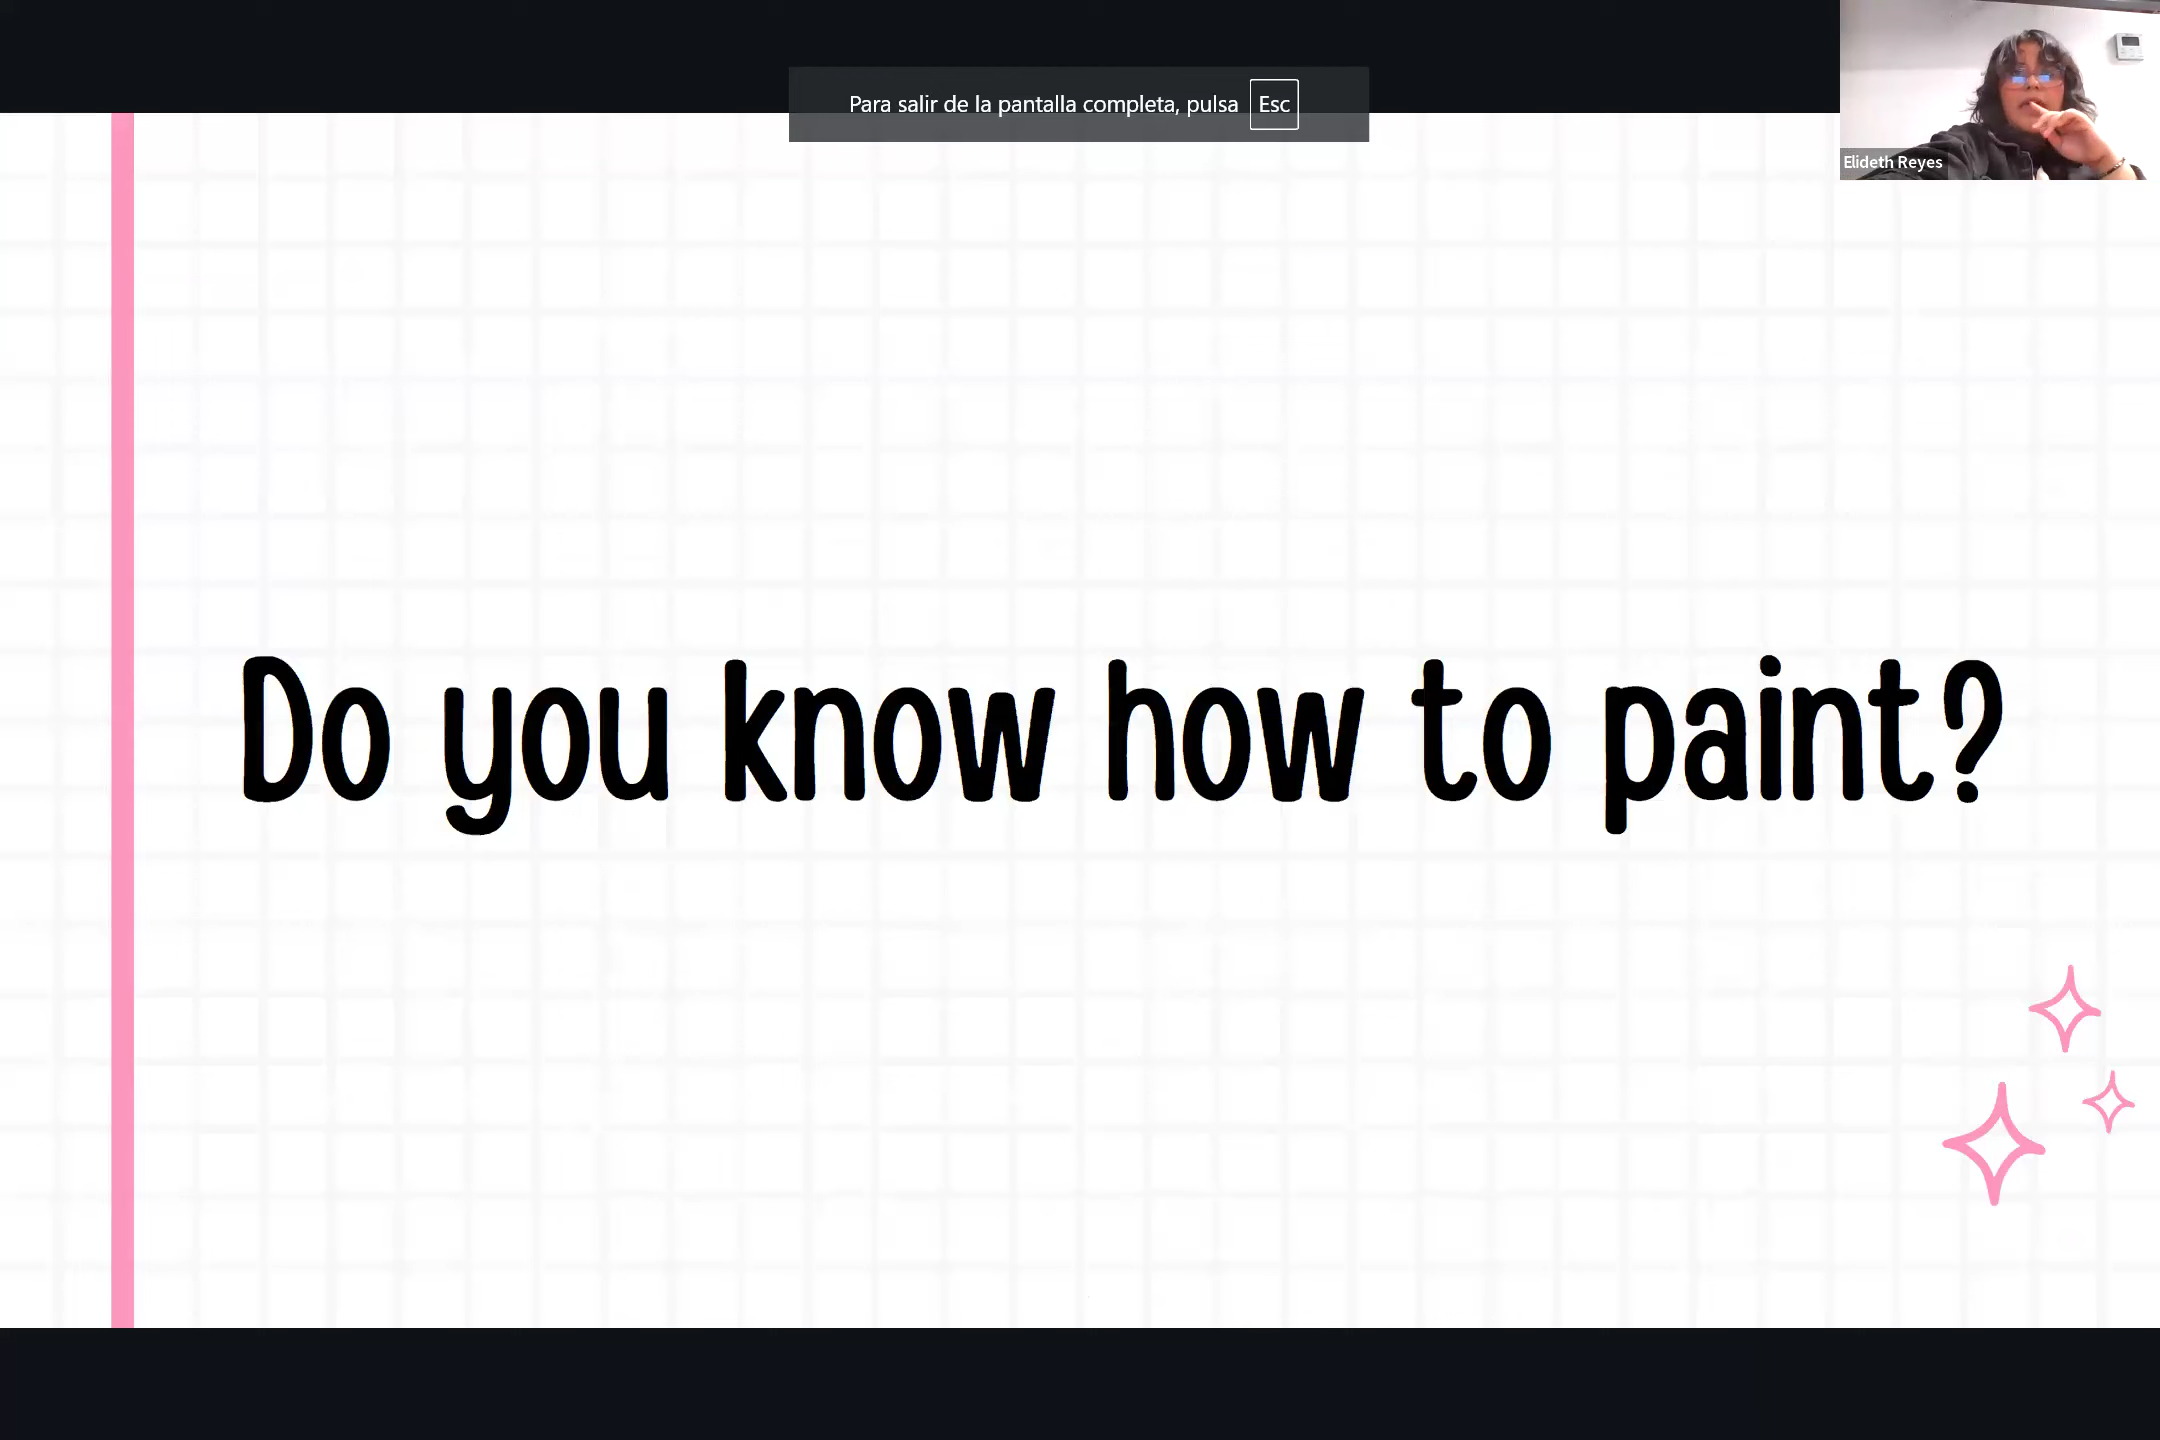 Para salir de la pantalla completa, pulsa Esc
Elideth Reyes
Do you know how to paint?